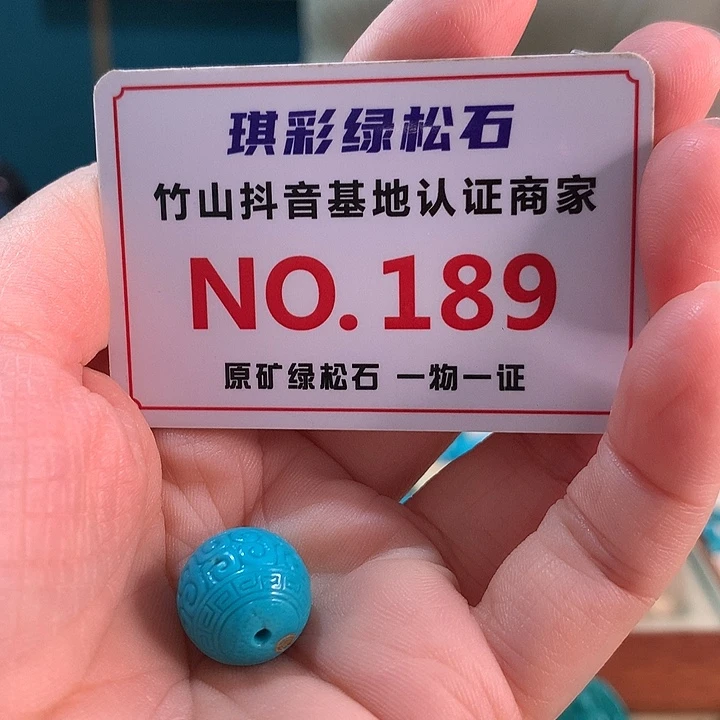 琪彩绿松石
竹山抖音基地认证商家
NO.189
原矿绿松石 一物一证